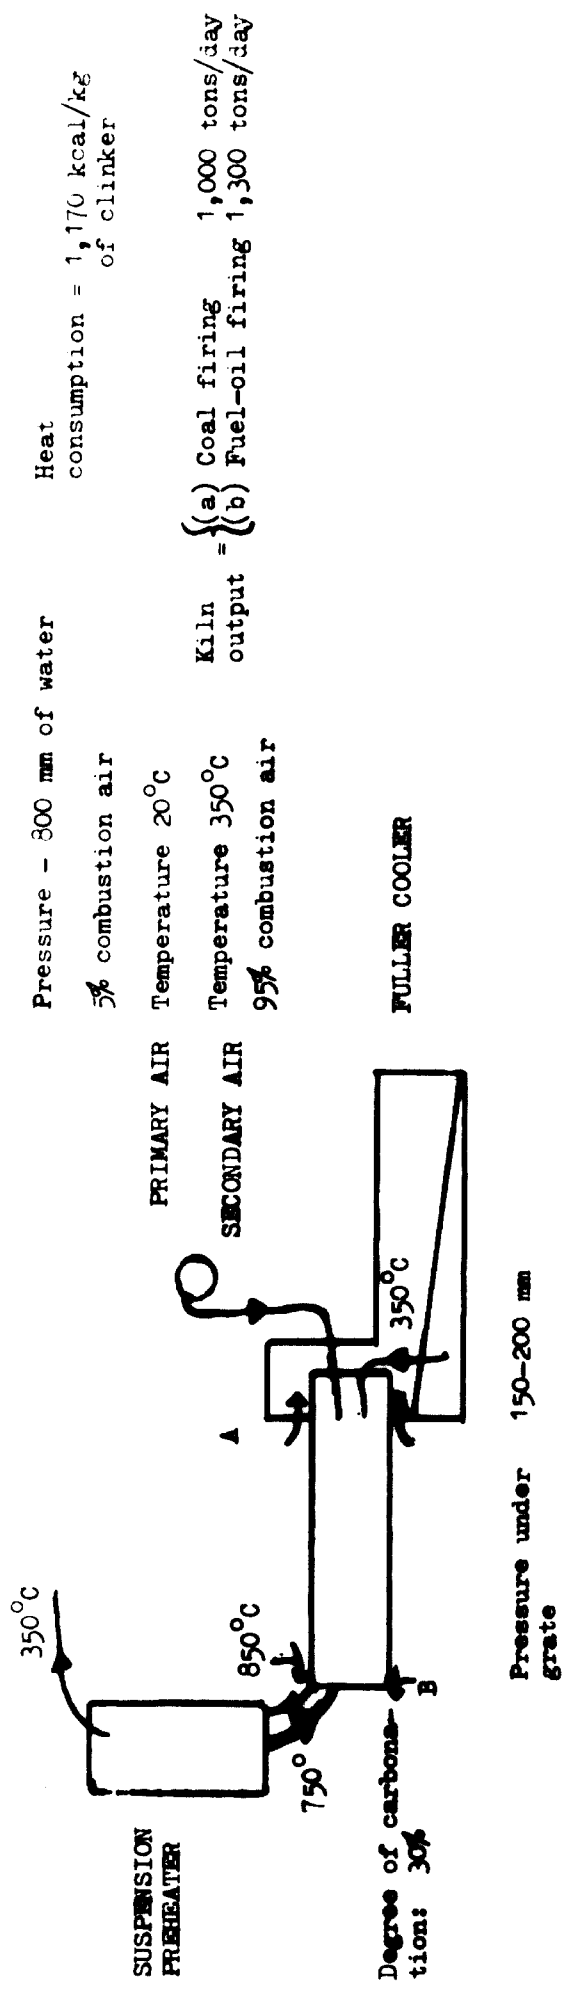 Pressure - 800 mm of water
5% combustion air
PRIMARY AIR Temperature 20°C
SECONDARY AIR Temperature 350°C
95% combustion air
Heat
consumption = 1,170 kcal/kg
of clinker
Kiln
output = {(a) Coal firing 1,000 tons/day
{(b) Fuel-oil firing 1,300 tons/day
FULLER COOLER
350°C
SUSPENSION
PREHEATER
850°C
750°
A
350°C
B
Degree of carbona-
tion: 30%
Pressure under 150-200 mm
grate